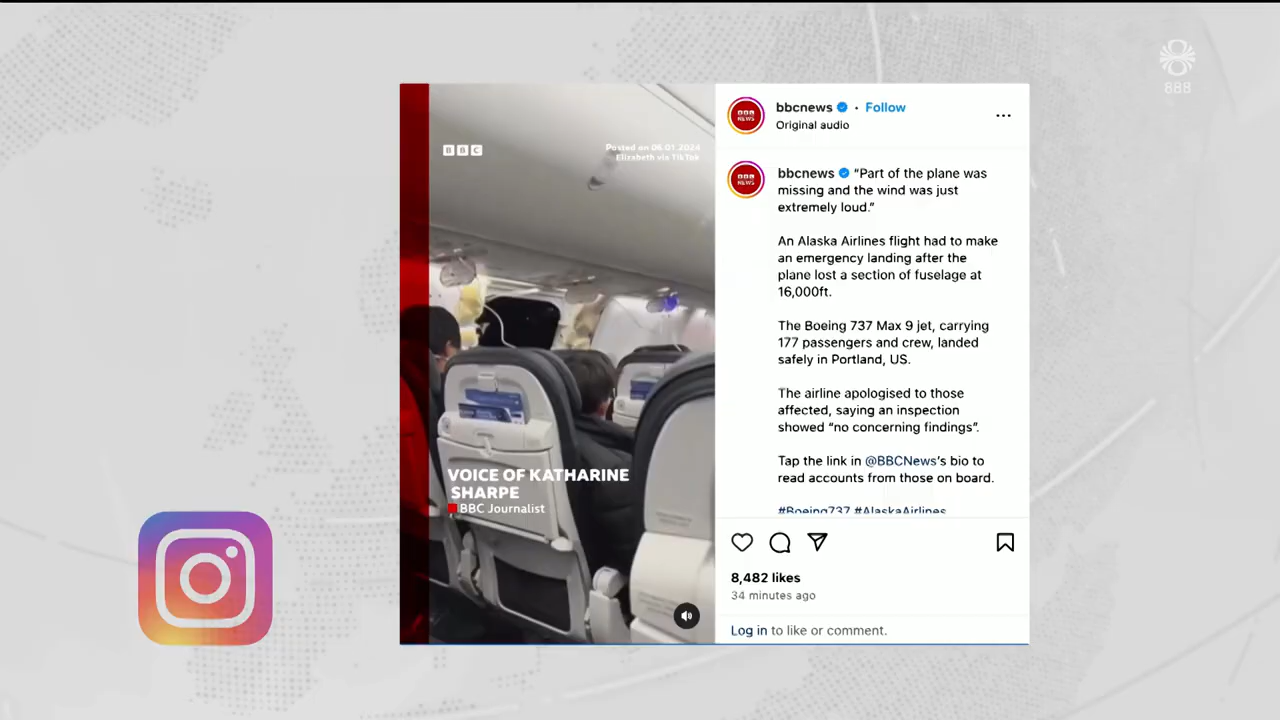 888
BBC
Posted on 06.01.2024
Elizabeth via TikTok
VOICE OF KATHARINE
SHARPE
BBC Journalist
BBC
NEWS
bbcnews · Follow
Original audio
BBC
NEWS
bbcnews “Part of the plane was
missing and the wind was just
extremely loud.”
An Alaska Airlines flight had to make
an emergency landing after the
plane lost a section of fuselage at
16,000ft.
The Boeing 737 Max 9 jet, carrying
177 passengers and crew, landed
safely in Portland, US.
The airline apologised to those
affected, saying an inspection
showed “no concerning findings”.
Tap the link in @BBCNews’s bio to
read accounts from those on board.
#Boeing737 #AlaskaAirlines
8,482 likes
34 minutes ago
Log in to like or comment.